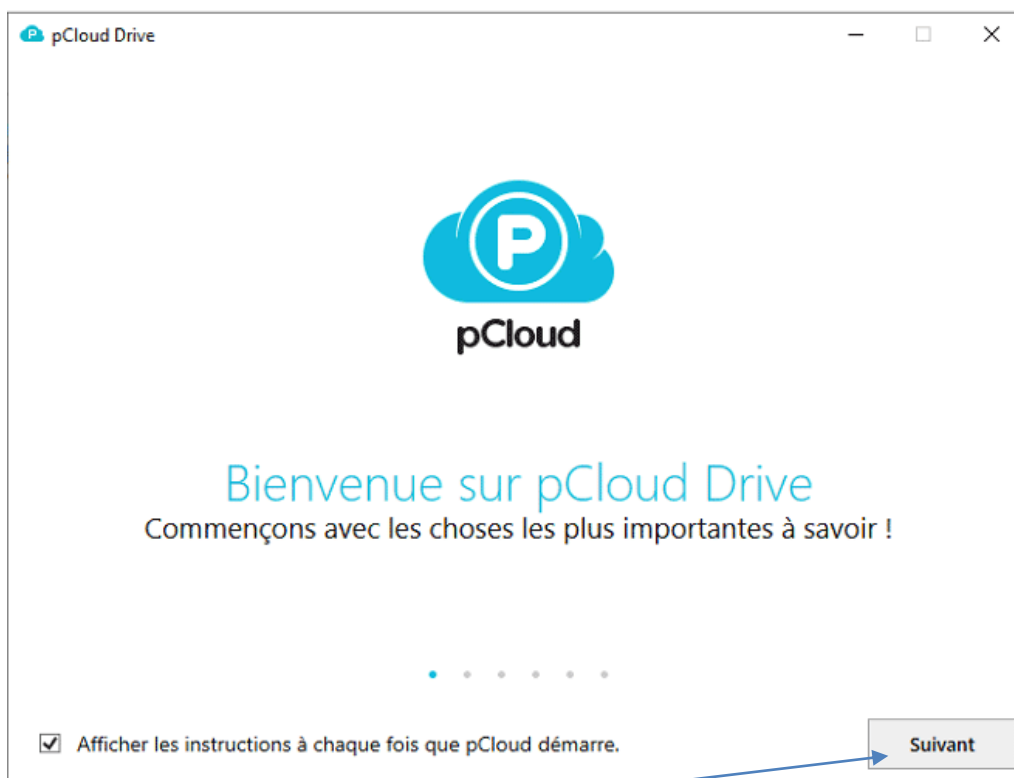 pCloud Drive
P
pCloud
Bienvenue sur pCloud Drive
Commençons avec les choses les plus importantes à savoir !
Afficher les instructions à chaque fois que pCloud démarre.
Suivant